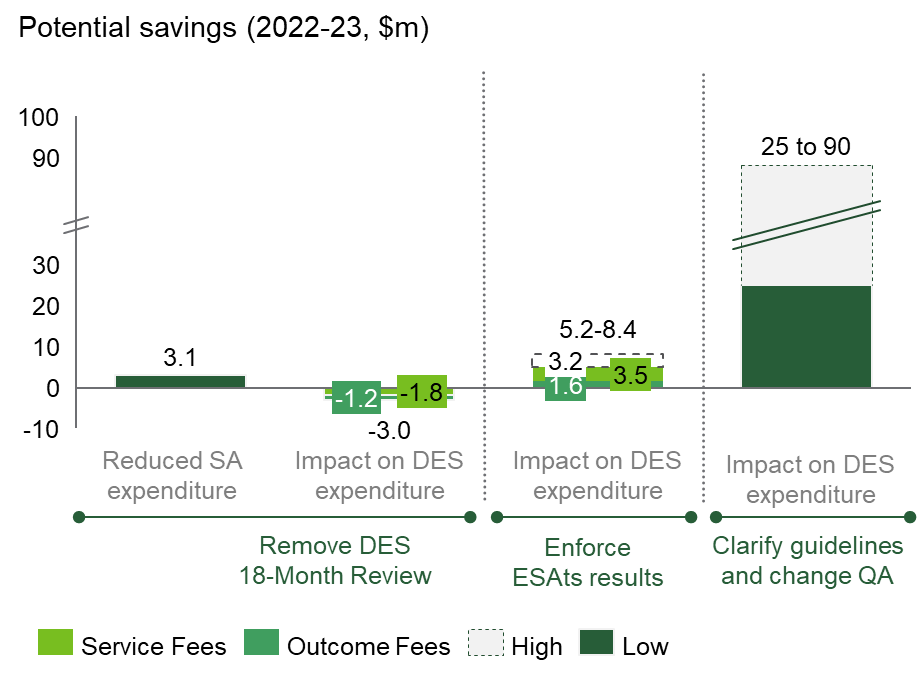 Potential savings (2022-23, $m)
100
90
30
20
10
0
-10
3.1
-1.2
-1.8
-3.0
5.2-8.4
3.2
1.6
3.5
25 to 90
Reduced SA
expenditure
Impact on DES
expenditure
Impact on DES
expenditure
Impact on DES
expenditure
Remove DES
18-Month Review
Enforce
ESAts results
Clarify guidelines
and change QA
Service Fees
Outcome Fees
High
Low